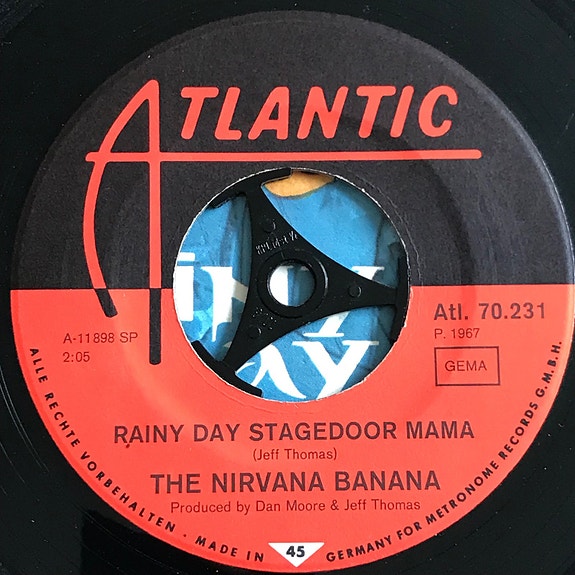 ATLANTIC
Atl. 70.231
P. 1967
GEMA
A-11898 SP
2:05
RAINY DAY STAGEDOOR MAMA
(Jeff Thomas)
THE NIRVANA BANANA
Produced by Dan Moore & Jeff Thomas
ALLE RECHTE VORBEHALTEN · MADE IN 45 GERMANY FOR METRONOME RECORDS G.M.B.H.